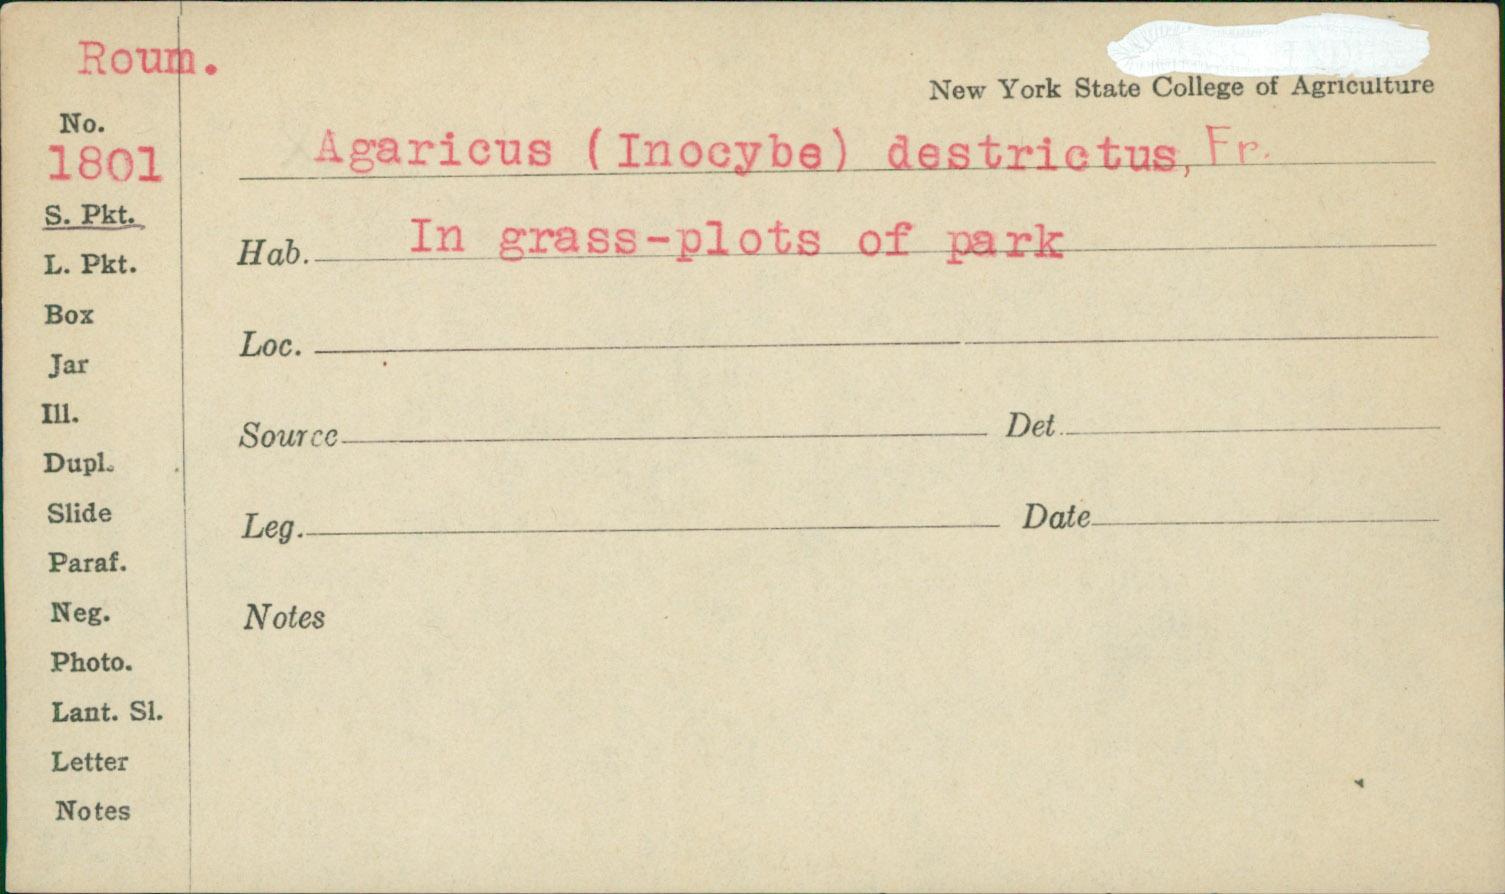 Roum.
New York State College of Agriculture
No.
1801
Agaricus (Inocybe) destrictus, Fr.
S. Pkt.
Hab. In grass-plots of park
L. Pkt.
Box
Loc.
Jar
Ill.
Source Det.
Dupl.
Slide
Leg. Date
Paraf.
Neg.
Notes
Photo.
Lant. Sl.
Letter
Notes